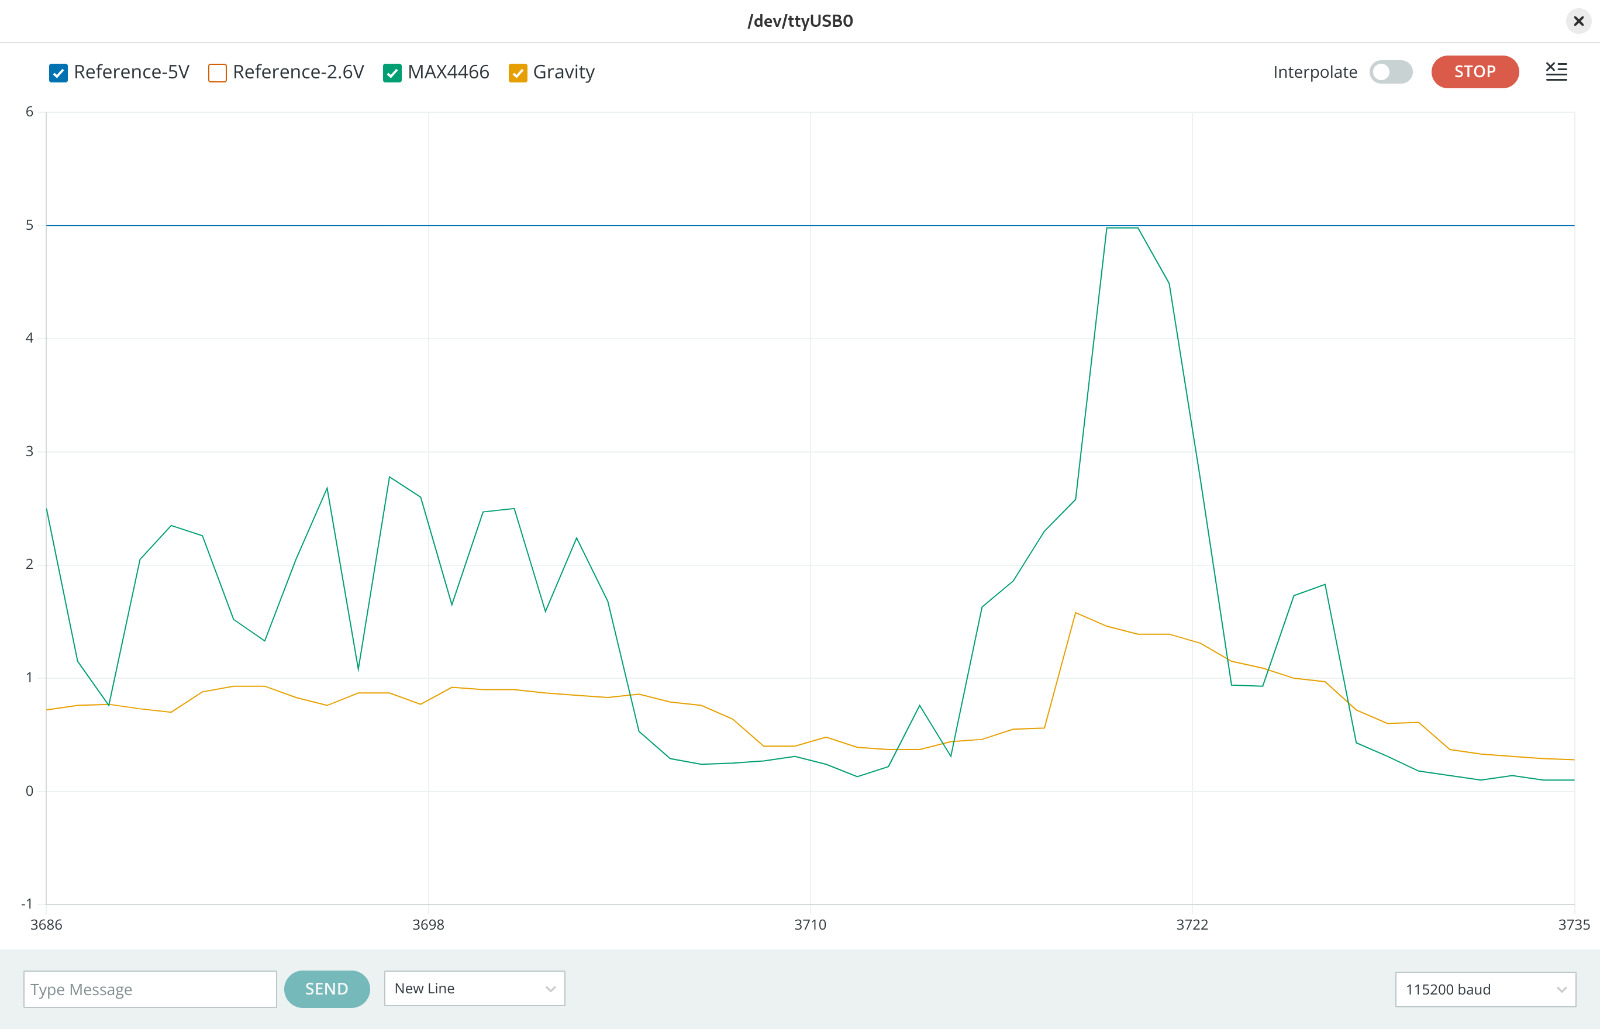 /dev/ttyUSB0
Reference-5V Reference-2.6V MAX4466 Gravity Interpolate STOP
6
5
4
3
2
1
0
-1
3686 3698 3710 3722 3735
Type Message SEND New Line 115200 baud